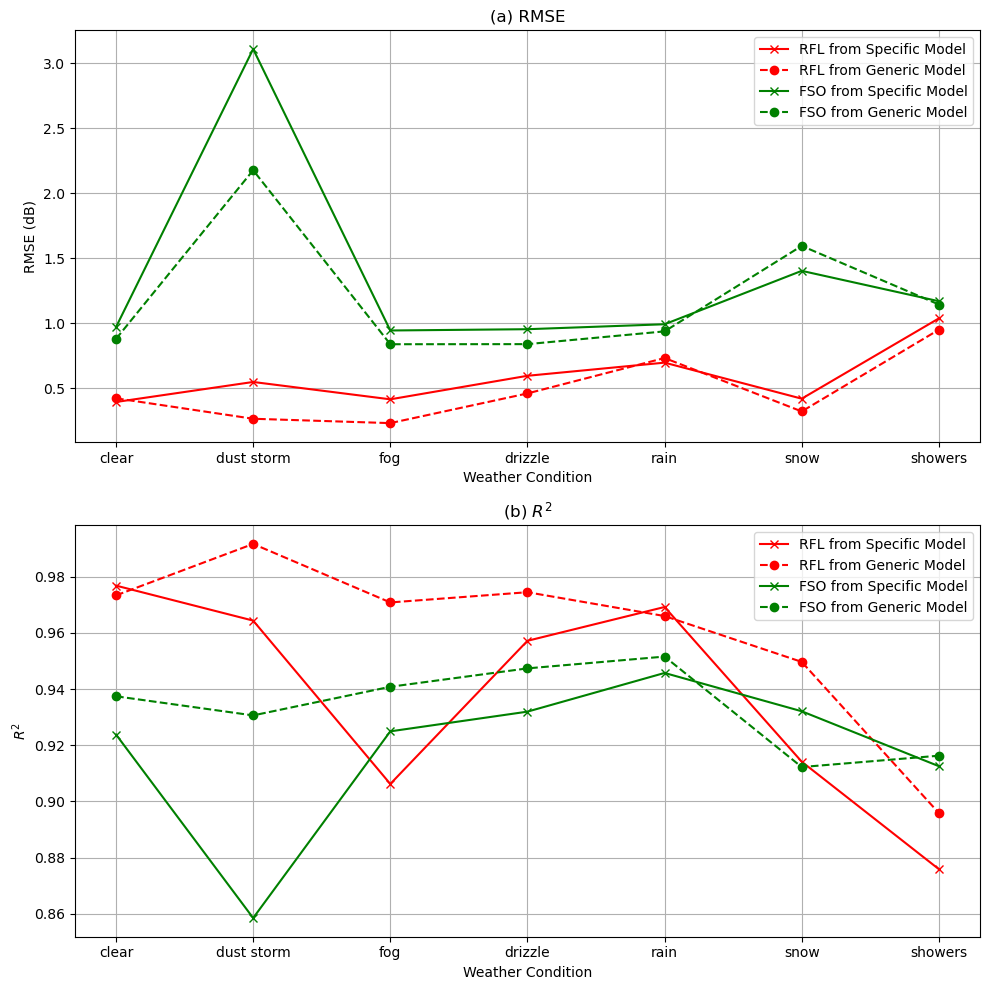 (a) RMSE
RFL from Specific Model
RFL from Generic Model
FSO from Specific Model
FSO from Generic Model
3.0
2.5
2.0
1.5
1.0
0.5
RMSE (dB)
clear dust storm fog drizzle rain snow showers
Weather Condition
(b) R²
RFL from Specific Model
RFL from Generic Model
FSO from Specific Model
FSO from Generic Model
0.98
0.96
0.94
0.92
0.90
0.88
0.86
R²
clear dust storm fog drizzle rain snow showers
Weather Condition